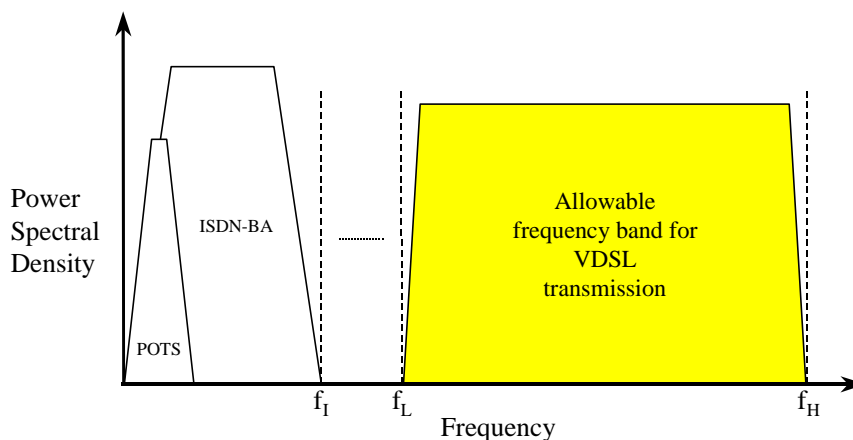 Power
Spectral
Density
ISDN-BA
POTS
Allowable
frequency band for
VDSL
transmission
f_I
f_L
f_H
Frequency